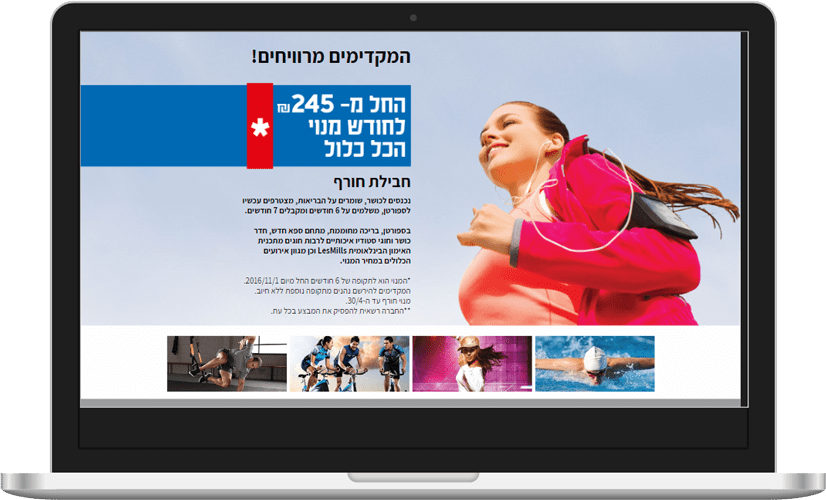 המקדימים מרוויחים!
החל מ- 245 ₪
לחודש מנוי
הכל כלול
*
חבילת חורף
נכנסים לכושר, שומרים על הבריאות, מצטרפים עכשיו
לספורטן, משלמים על 6 חודשים ומקבלים 7 חודשים.
בספורטן, בריכה מחוממת, מתחם ספא חדש, חדר
כושר וחוגי סטודיו איכותיים לרבות חוגים מתכנית
האימון הבינלאומית LesMills וכן מגוון אירועים
הכלולים במחיר המנוי.
*המנוי הוא לתקופה של 6 חודשים החל מיום 2016/11/1.
המקדימים להירשם נהנים מתקופה נוספת ללא חיוב.
מנוי חורף עד ה-30/4.
**החברה רשאית להפסיק את המבצע בכל עת.